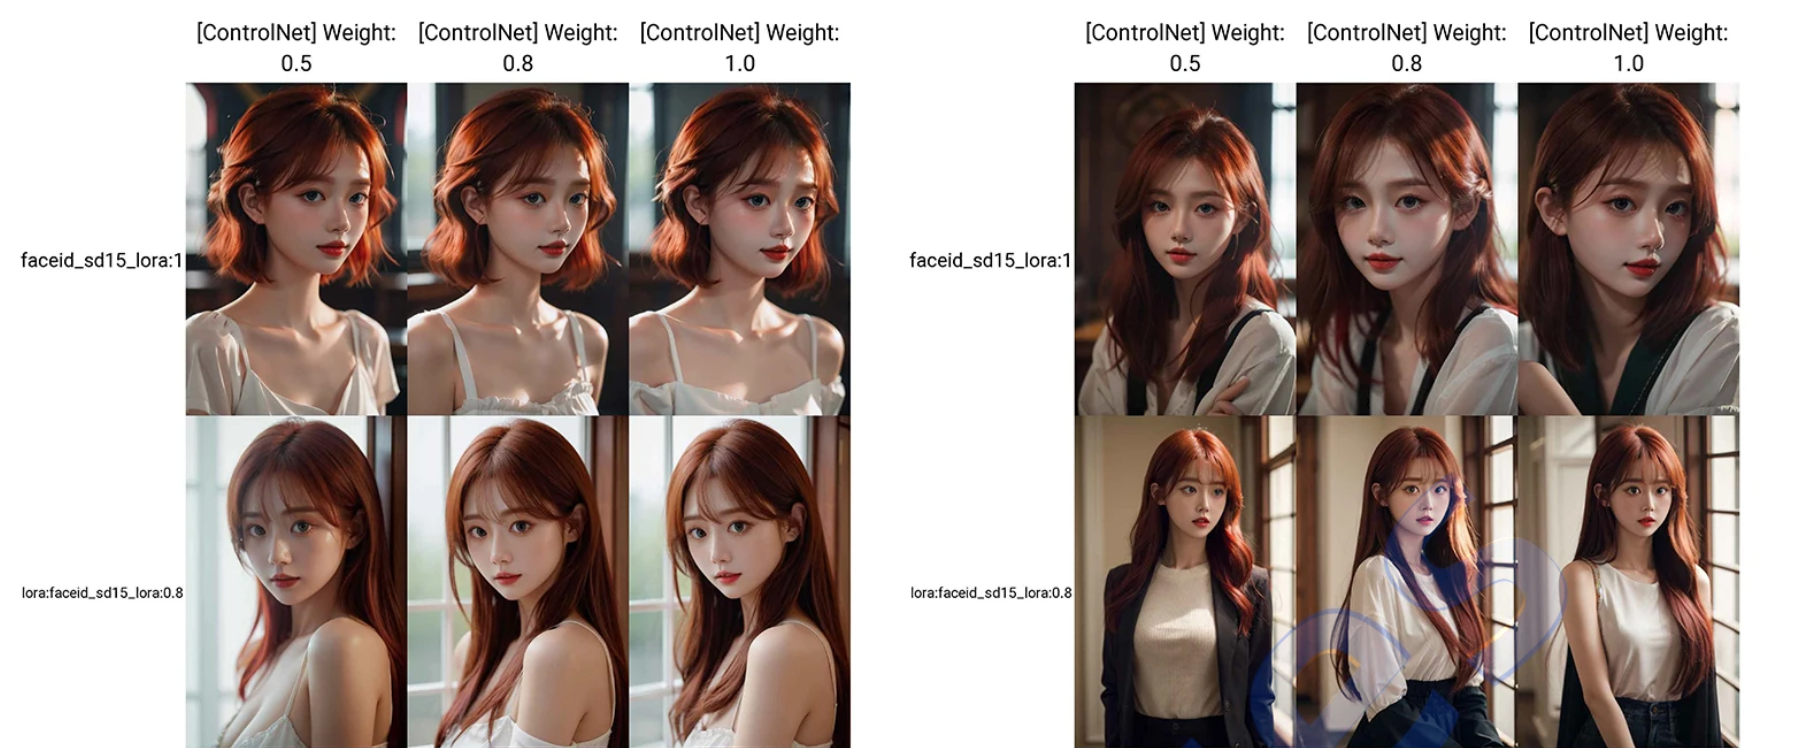 [ControlNet] Weight: [ControlNet] Weight: [ControlNet] Weight:
0.5 0.8 1.0
faceid_sd15_lora:1
lora:faceid_sd15_lora:0.8
[ControlNet] Weight: [ControlNet] Weight: [ControlNet] Weight:
0.5 0.8 1.0
faceid_sd15_lora:1
lora:faceid_sd15_lora:0.8